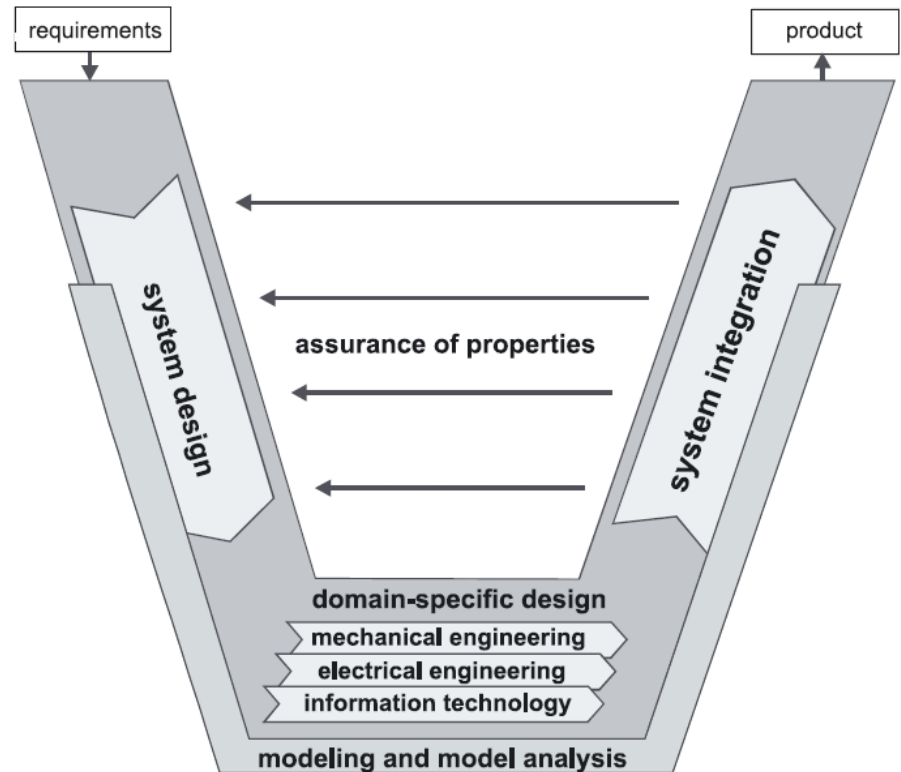 requirements
product
system design
system integration
assurance of properties
domain-specific design
mechanical engineering
electrical engineering
information technology
modeling and model analysis